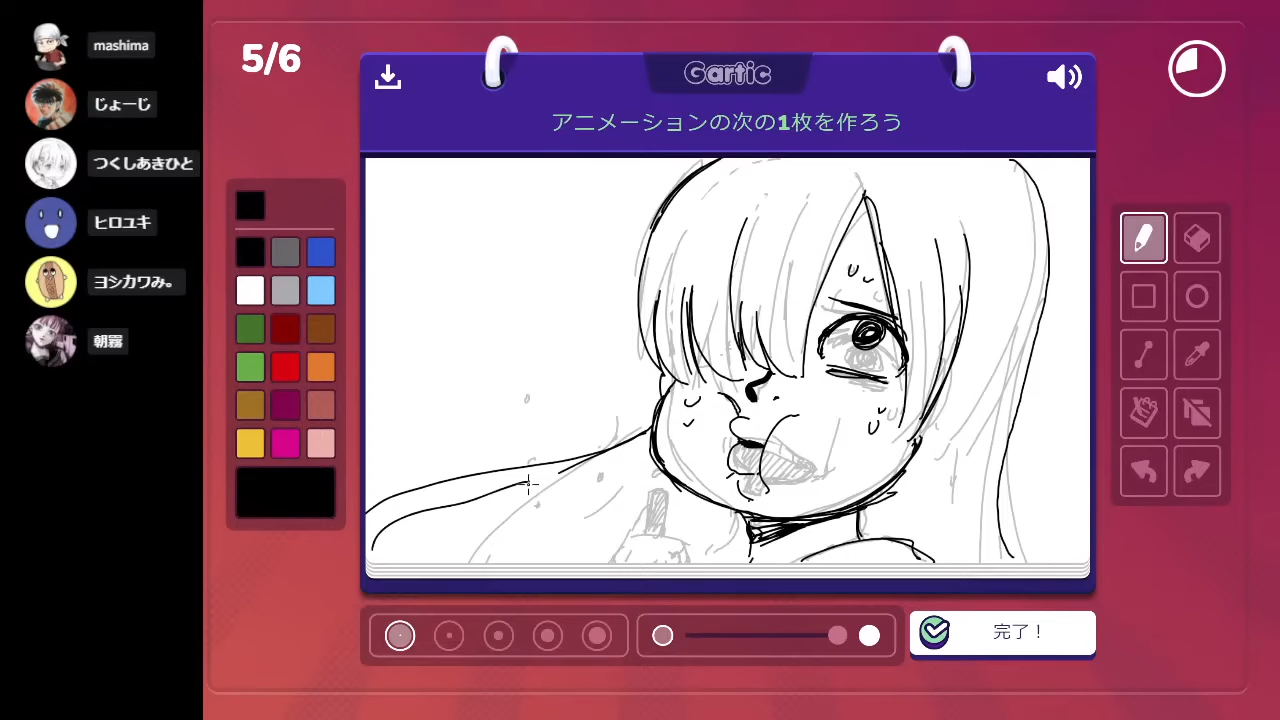 mashima
じょーじ
つくしあきひと
ヒロユキ
ヨシカワみ。
朝霧
5/6
Gartic
アニメーションの次の1枚を作ろう
完了！